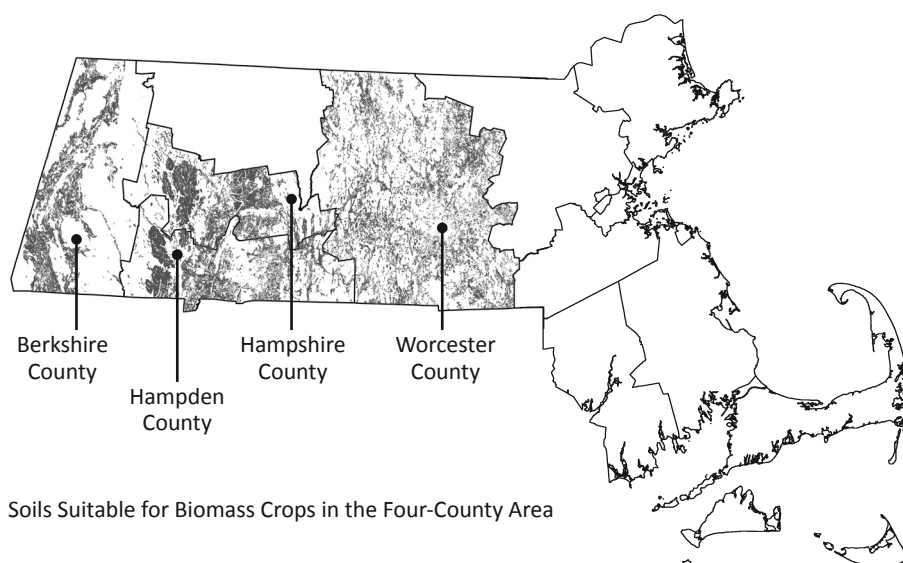 Berkshire
County
Hampden
County
Hampshire
County
Worcester
County
Soils Suitable for Biomass Crops in the Four-County Area